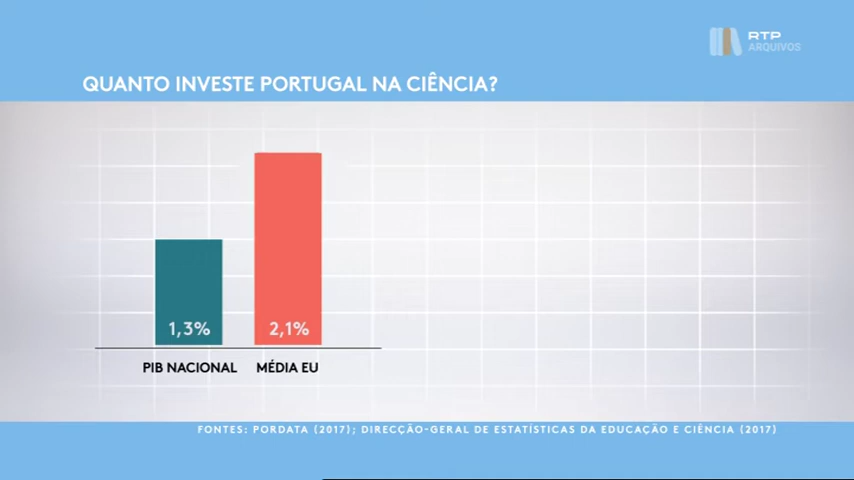 RTP
ARQUIVOS
QUANTO INVESTE PORTUGAL NA CIÊNCIA?
1,3% 2,1%
PIB NACIONAL MÉDIA EU
FONTES: PORDATA (2017); DIRECÇÃO-GERAL DE ESTATÍSTICAS DA EDUCAÇÃO E CIÊNCIA (2017)